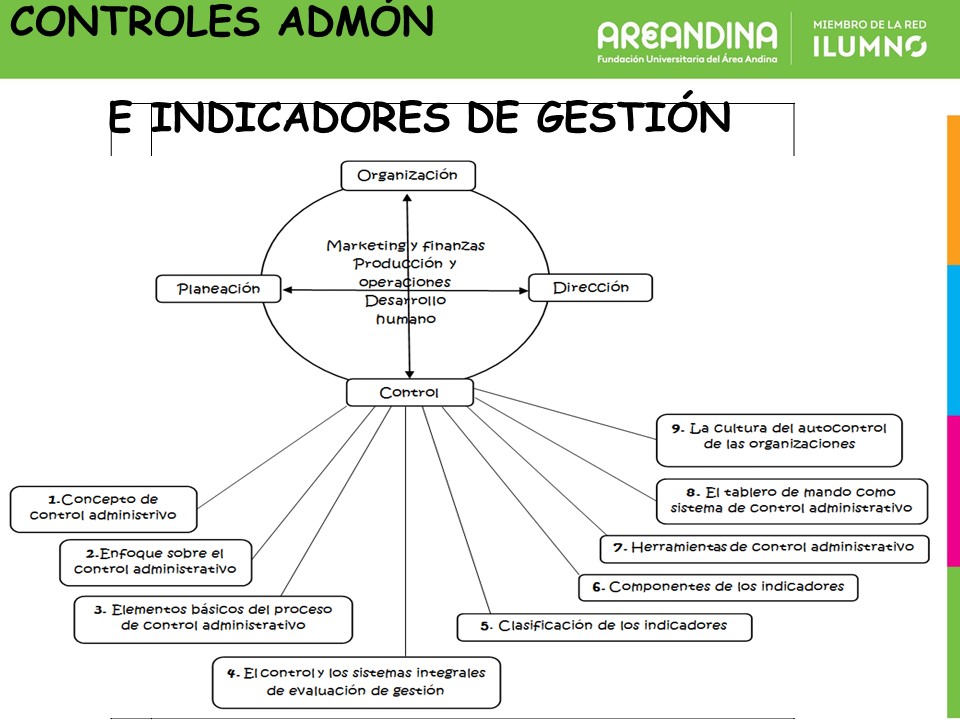 CONTROLES ADMÓN
AREANDINA
Fundación Universitaria del Área Andina
MIEMBRO DE LA RED
ILUMNO
E INDICADORES DE GESTIÓN
Organización
Marketing y finanzas
Producción y
operaciones
Desarrollo
humano
Planeación
Dirección
Control
1.Concepto de
control administrivo
2.Enfoque sobre el
control administrativo
3. Elementos básicos del proceso
de control administrativo
4. El control y los sistemas integrales
de evaluación de gestión
5. Clasificación de los indicadores
6. Componentes de los indicadores
7. Herramientas de control administrativo
8. El tablero de mando como
sistema de control administrativo
9. La cultura del autocontrol
de las organizaciones